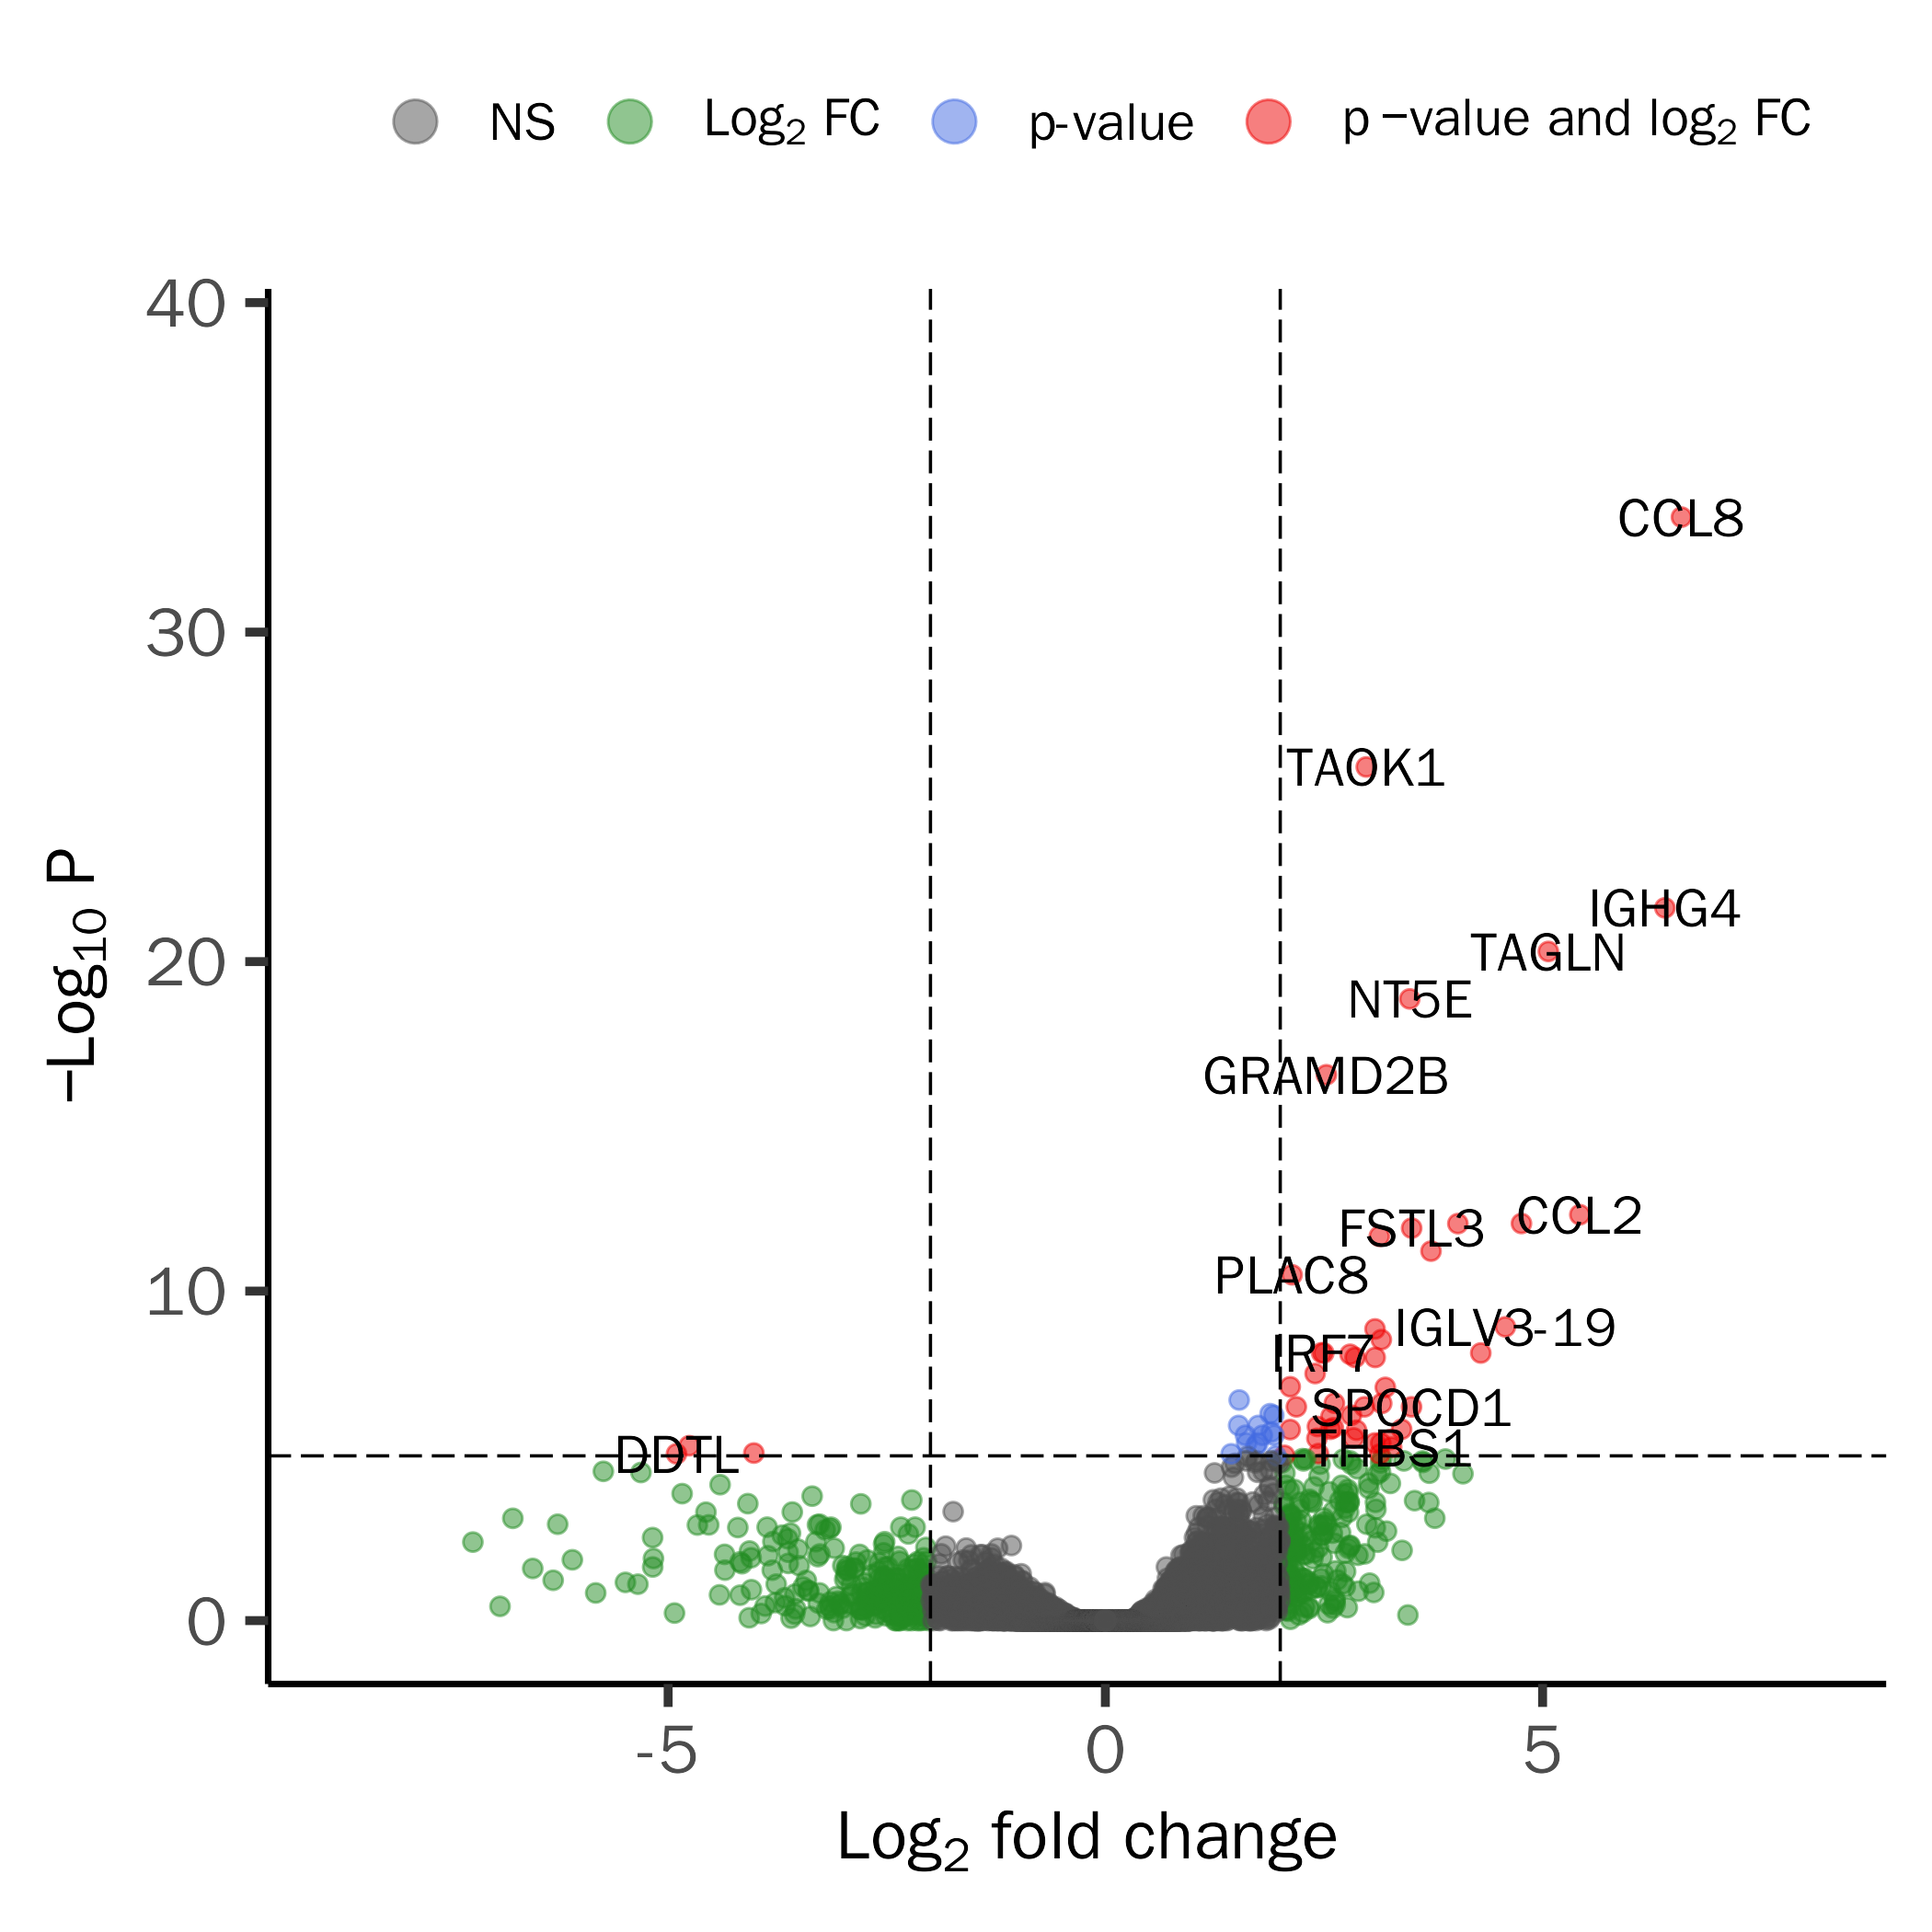 NS Log₂ FC p-value p −value and log₂ FC
40
30
20
10
0
−Log₁₀ P
CCL8
TAOK1
IGHG4
TAGLN
NT5E
GRAMD2B
CCL2
FSTL3
PLAC8
IGLV3-19
IRF7
SPOCD1
THBS1
DDTL
-5 0 5
Log₂ fold change